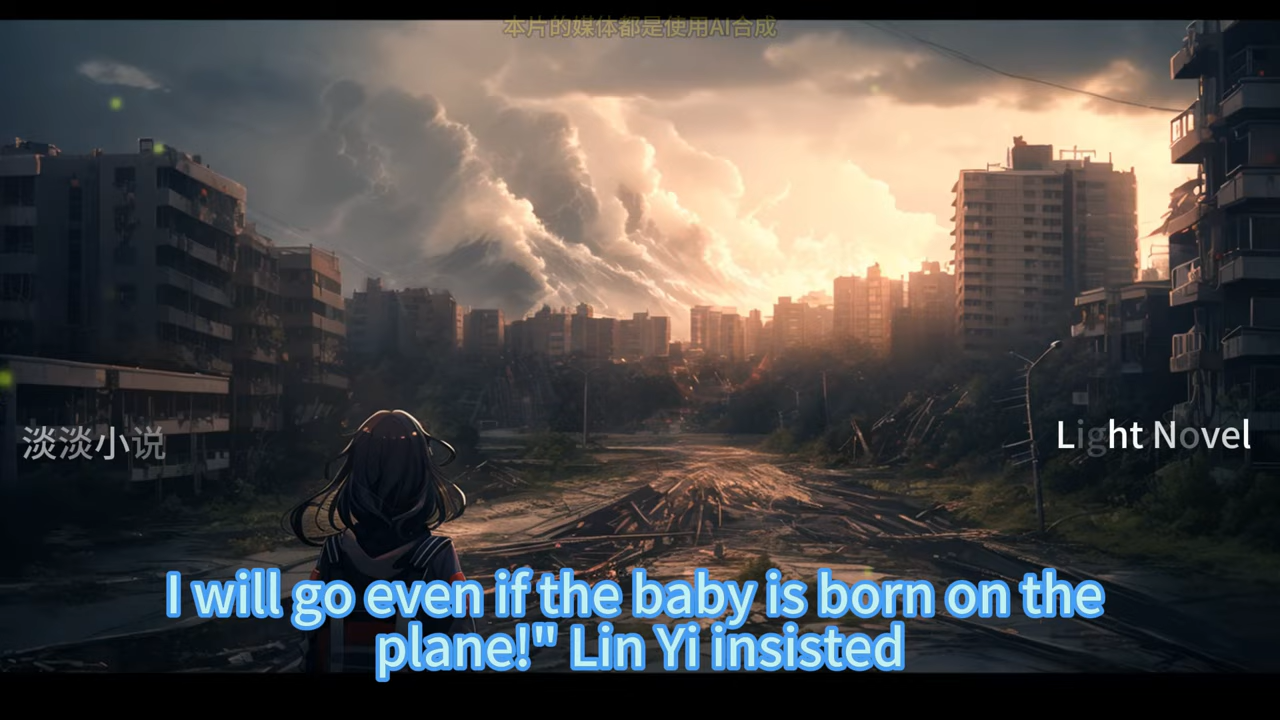 本片的媒体都是使用AI合成
淡淡小说
Light Novel
I will go even if the baby is born on the
plane!" Lin Yi insisted